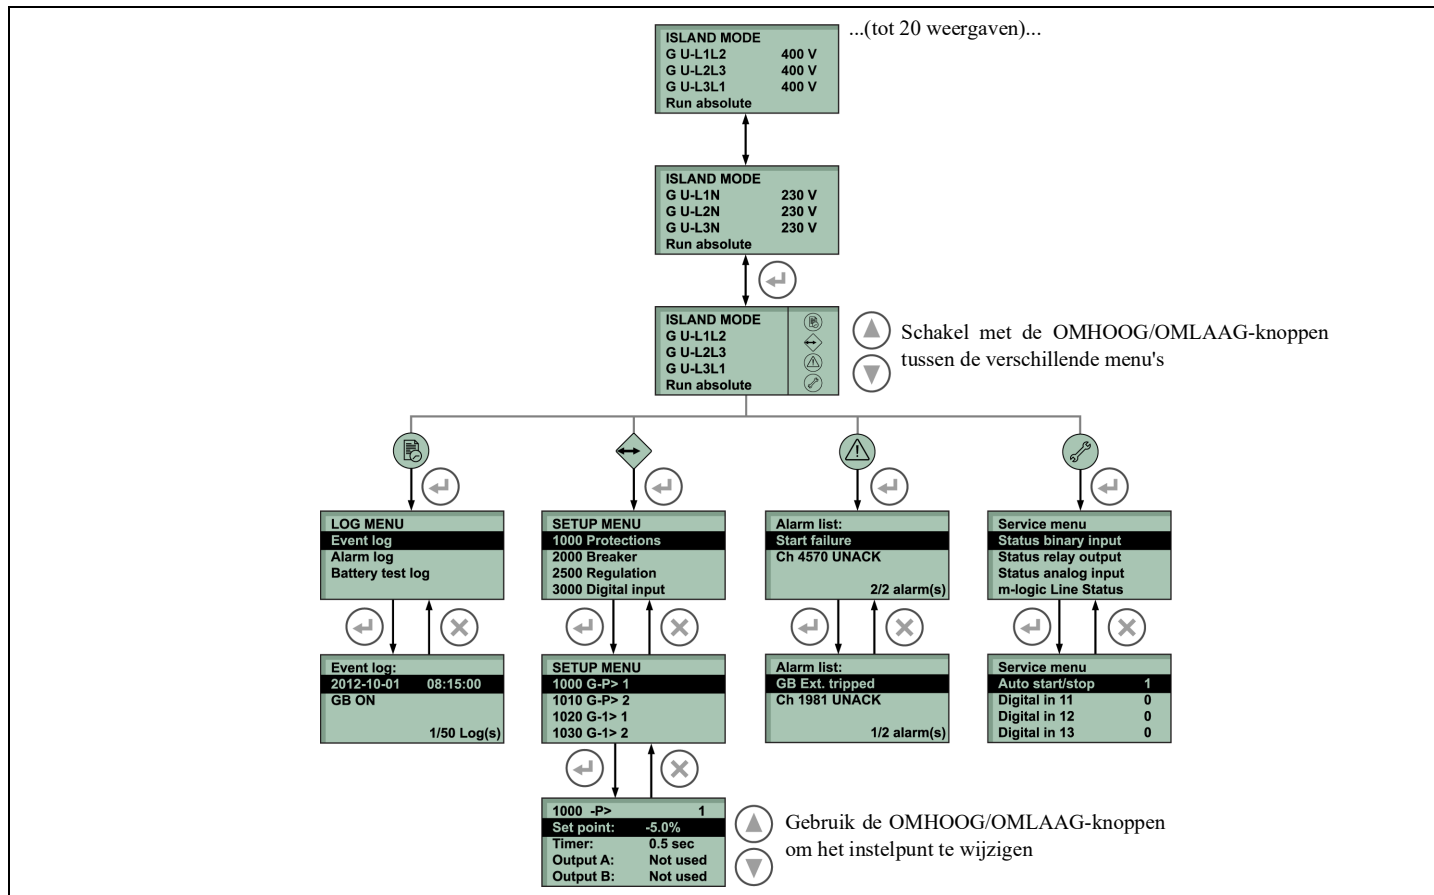 ISLAND MODE
G U-L1L2 400 V
G U-L2L3 400 V
G U-L3L1 400 V
Run absolute
...(tot 20 weergaven)...
ISLAND MODE
G U-L1N 230 V
G U-L2N 230 V
G U-L3N 230 V
Run absolute
ISLAND MODE
G U-L1L2
G U-L2L3
G U-L3L1
Run absolute
Schakel met de OMHOOG/OMLAAG-knoppen
tussen de verschillende menu's
LOG MENU
Event log
Alarm log
Battery test log
SETUP MENU
1000 Protections
2000 Breaker
2500 Regulation
3000 Digital input
Alarm list:
Start failure
Ch 4570 UNACK
2/2 alarm(s)
Service menu
Status binary input
Status relay output
Status analog input
m-logic Line Status
Event log:
2012-10-01 08:15:00
GB ON
1/50 Log(s)
SETUP MENU
1000 G-P> 1
1010 G-P> 2
1020 G-1> 1
1030 G-1> 2
Alarm list:
GB Ext. tripped
Ch 1981 UNACK
1/2 alarm(s)
Service menu
Auto start/stop 1
Digital in 11 0
Digital in 12 0
Digital in 13 0
1000 -P> 1
Set point: -5.0%
Timer: 0.5 sec
Output A: Not used
Output B: Not used
Gebruik de OMHOOG/OMLAAG-knoppen
om het instelpunt te wijzigen